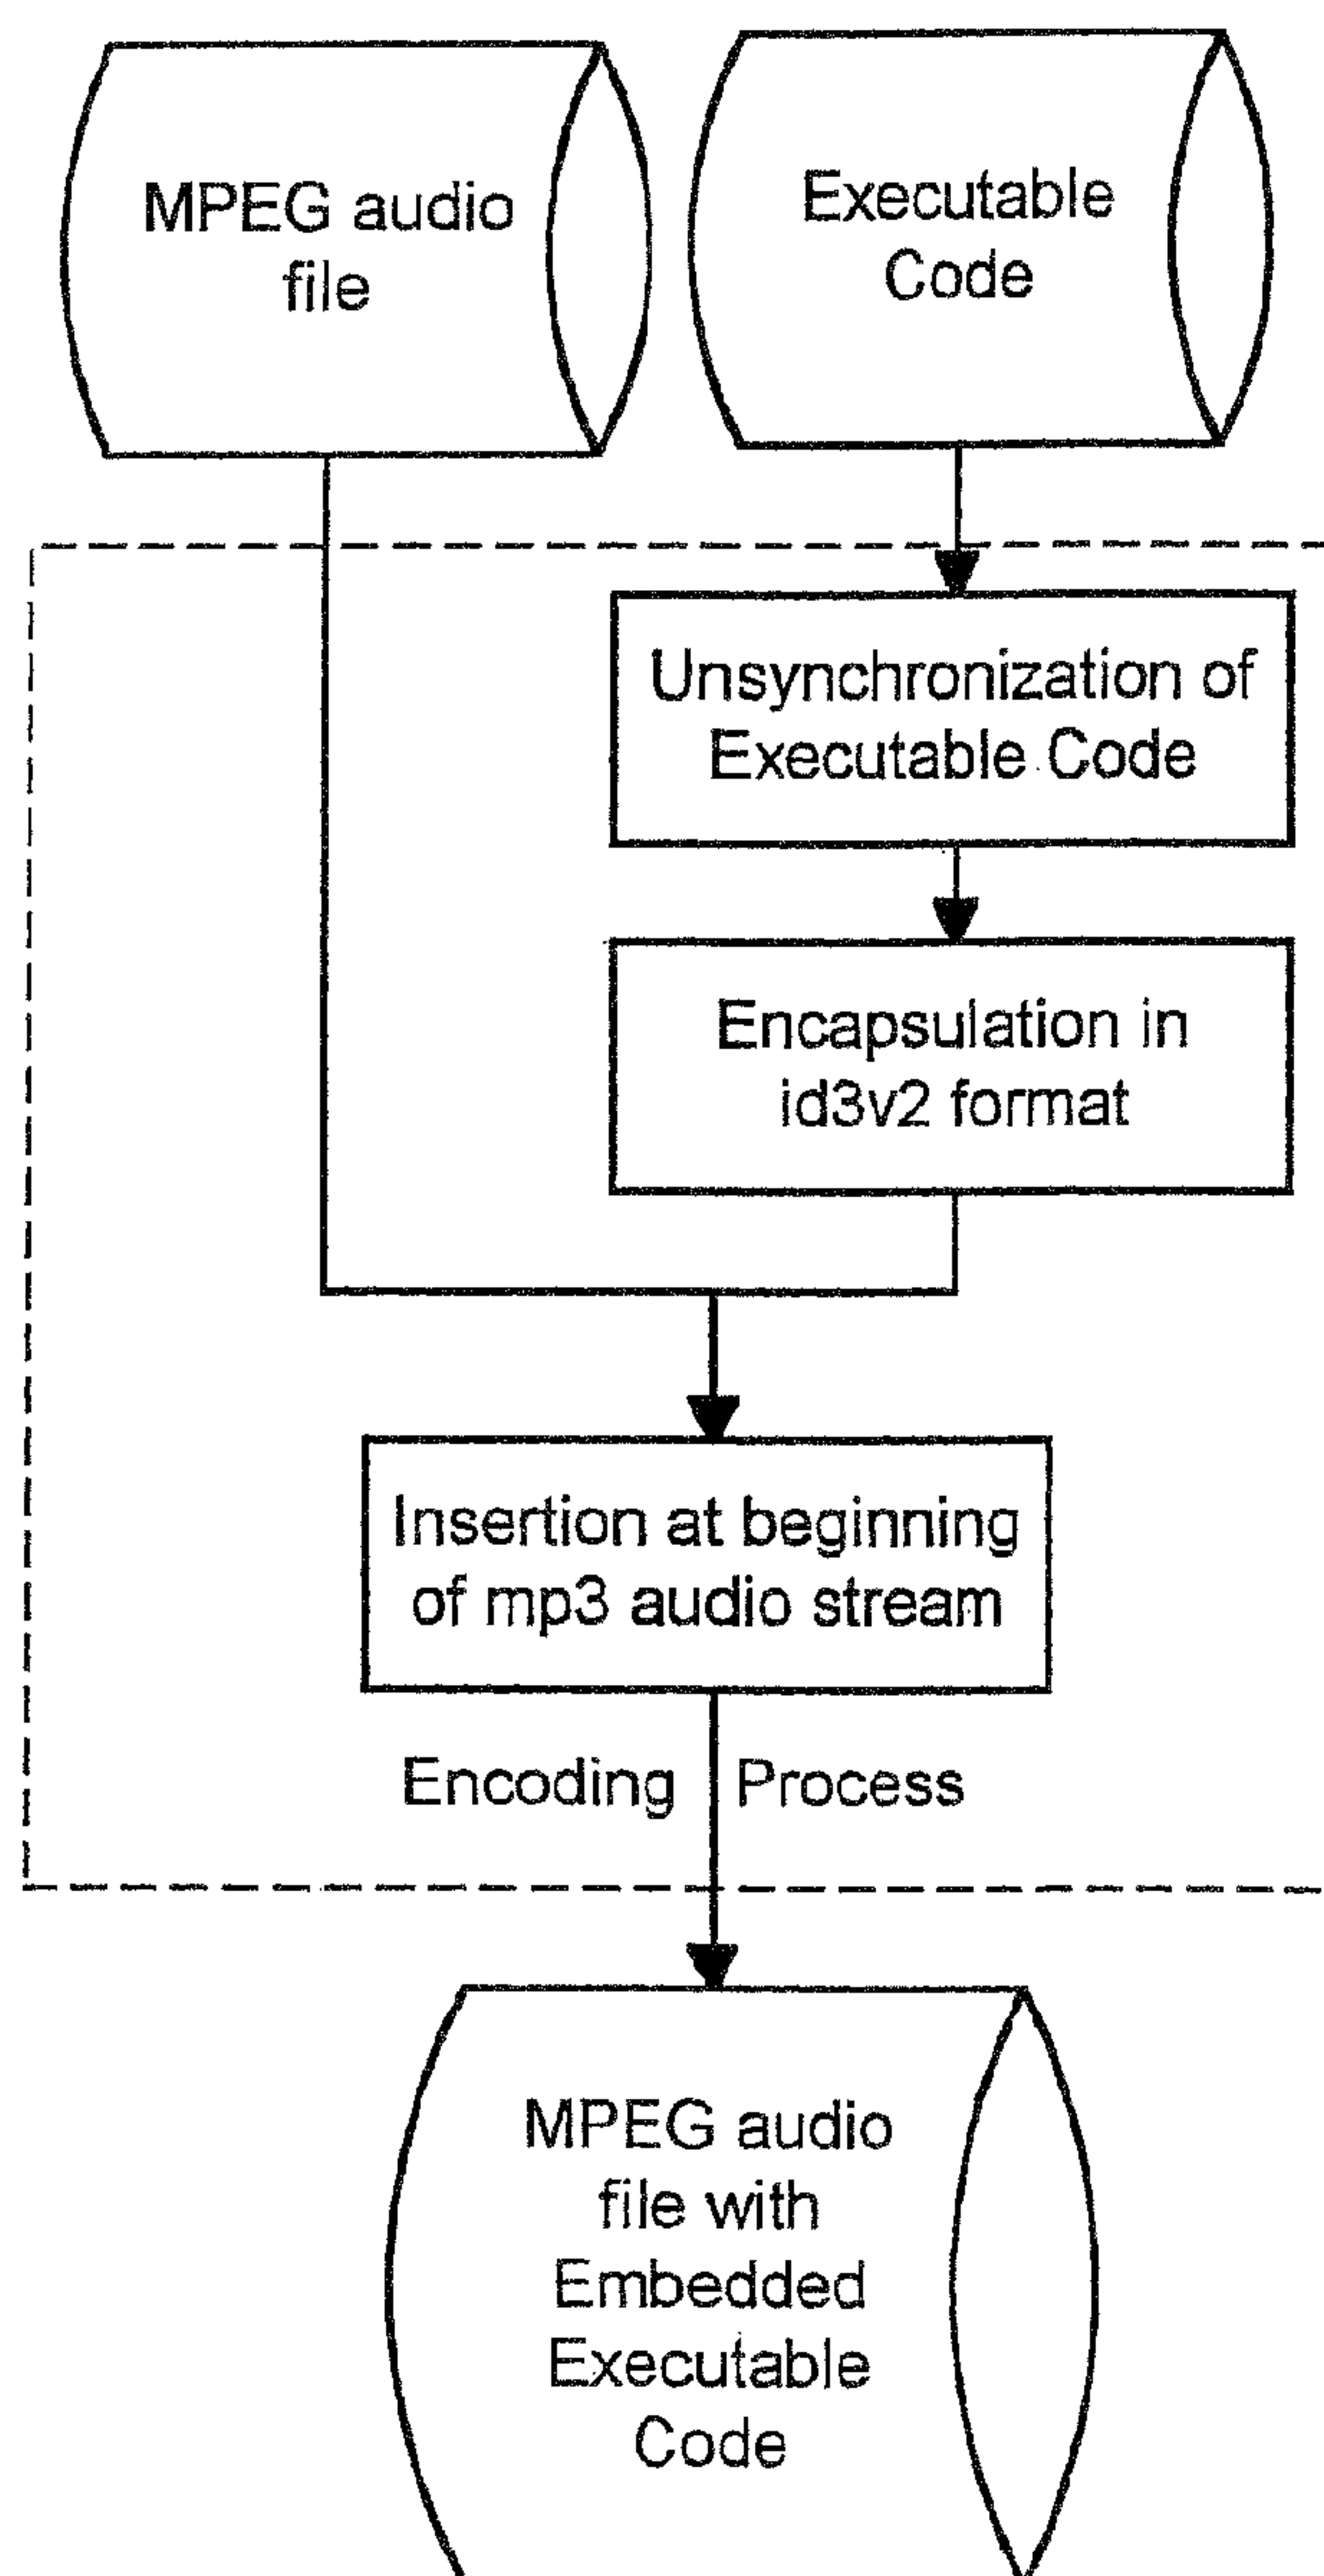 MPEG audio
file
Executable
Code
Unsynchronization of
Executable Code
Encapsulation in
id3v2 format
Insertion at beginning
of mp3 audio stream
Encoding Process
MPEG audio
file with
Embedded
Executable
Code